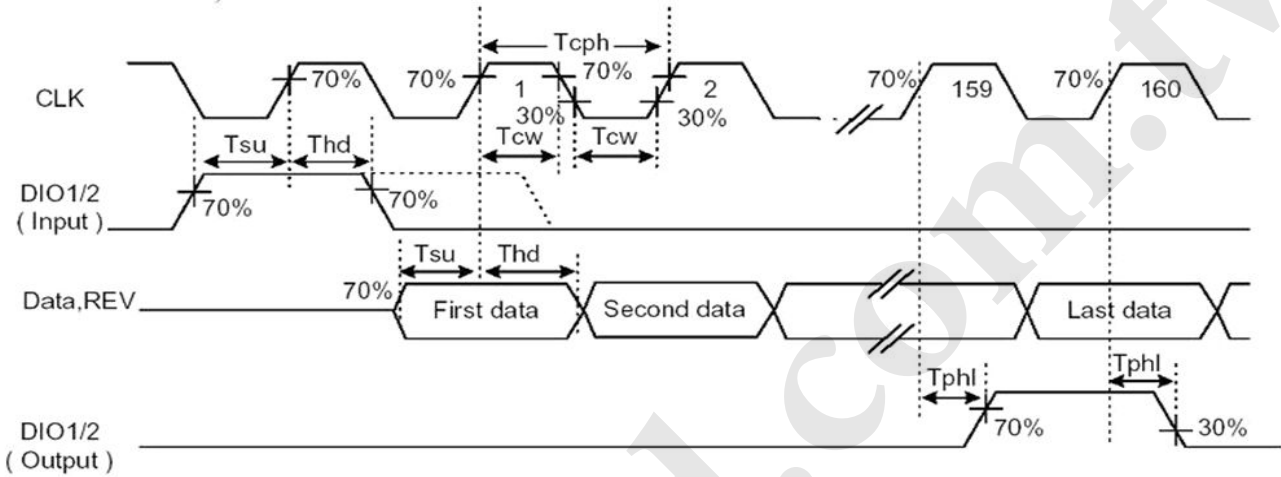 Tcph
70%
70%
70%
70%
70%
CLK
1
2
159
160
30%
30%
Tsu
Thd
Tcw
Tcw
DIO1/2
( Input )
70%
70%
Tsu
Thd
Data,REV
70%
First data
Second data
Last data
Tphl
Tphl
DIO1/2
( Output )
70%
30%
.com.tw